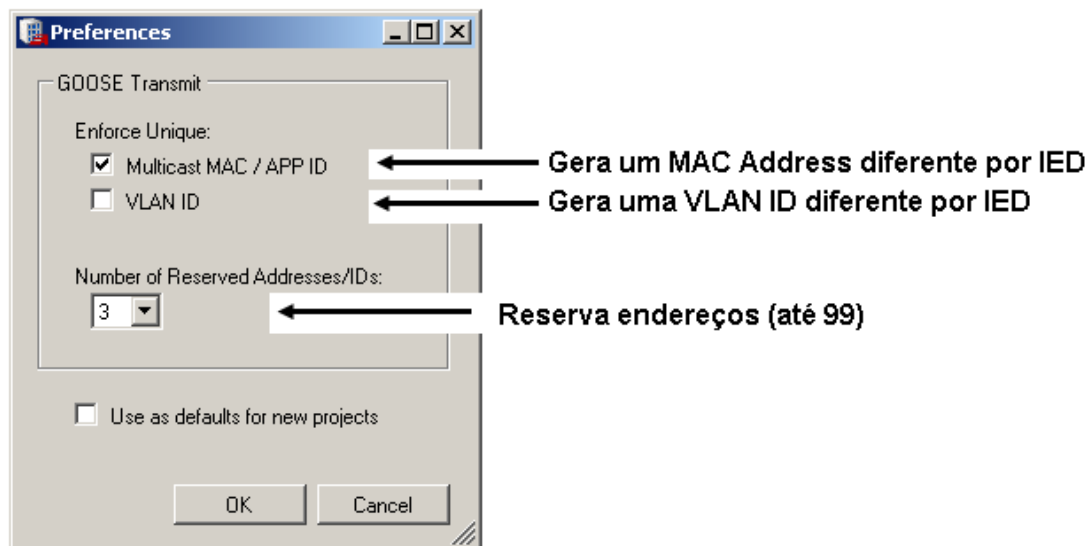 Preferences
GOOSE Transmit
Enforce Unique:
Multicast MAC / APP ID
Gera um MAC Address diferente por IED
VLAN ID
Gera uma VLAN ID diferente por IED
Number of Reserved Addresses/IDs:
3
Reserva endereços (até 99)
Use as defaults for new projects
OK
Cancel